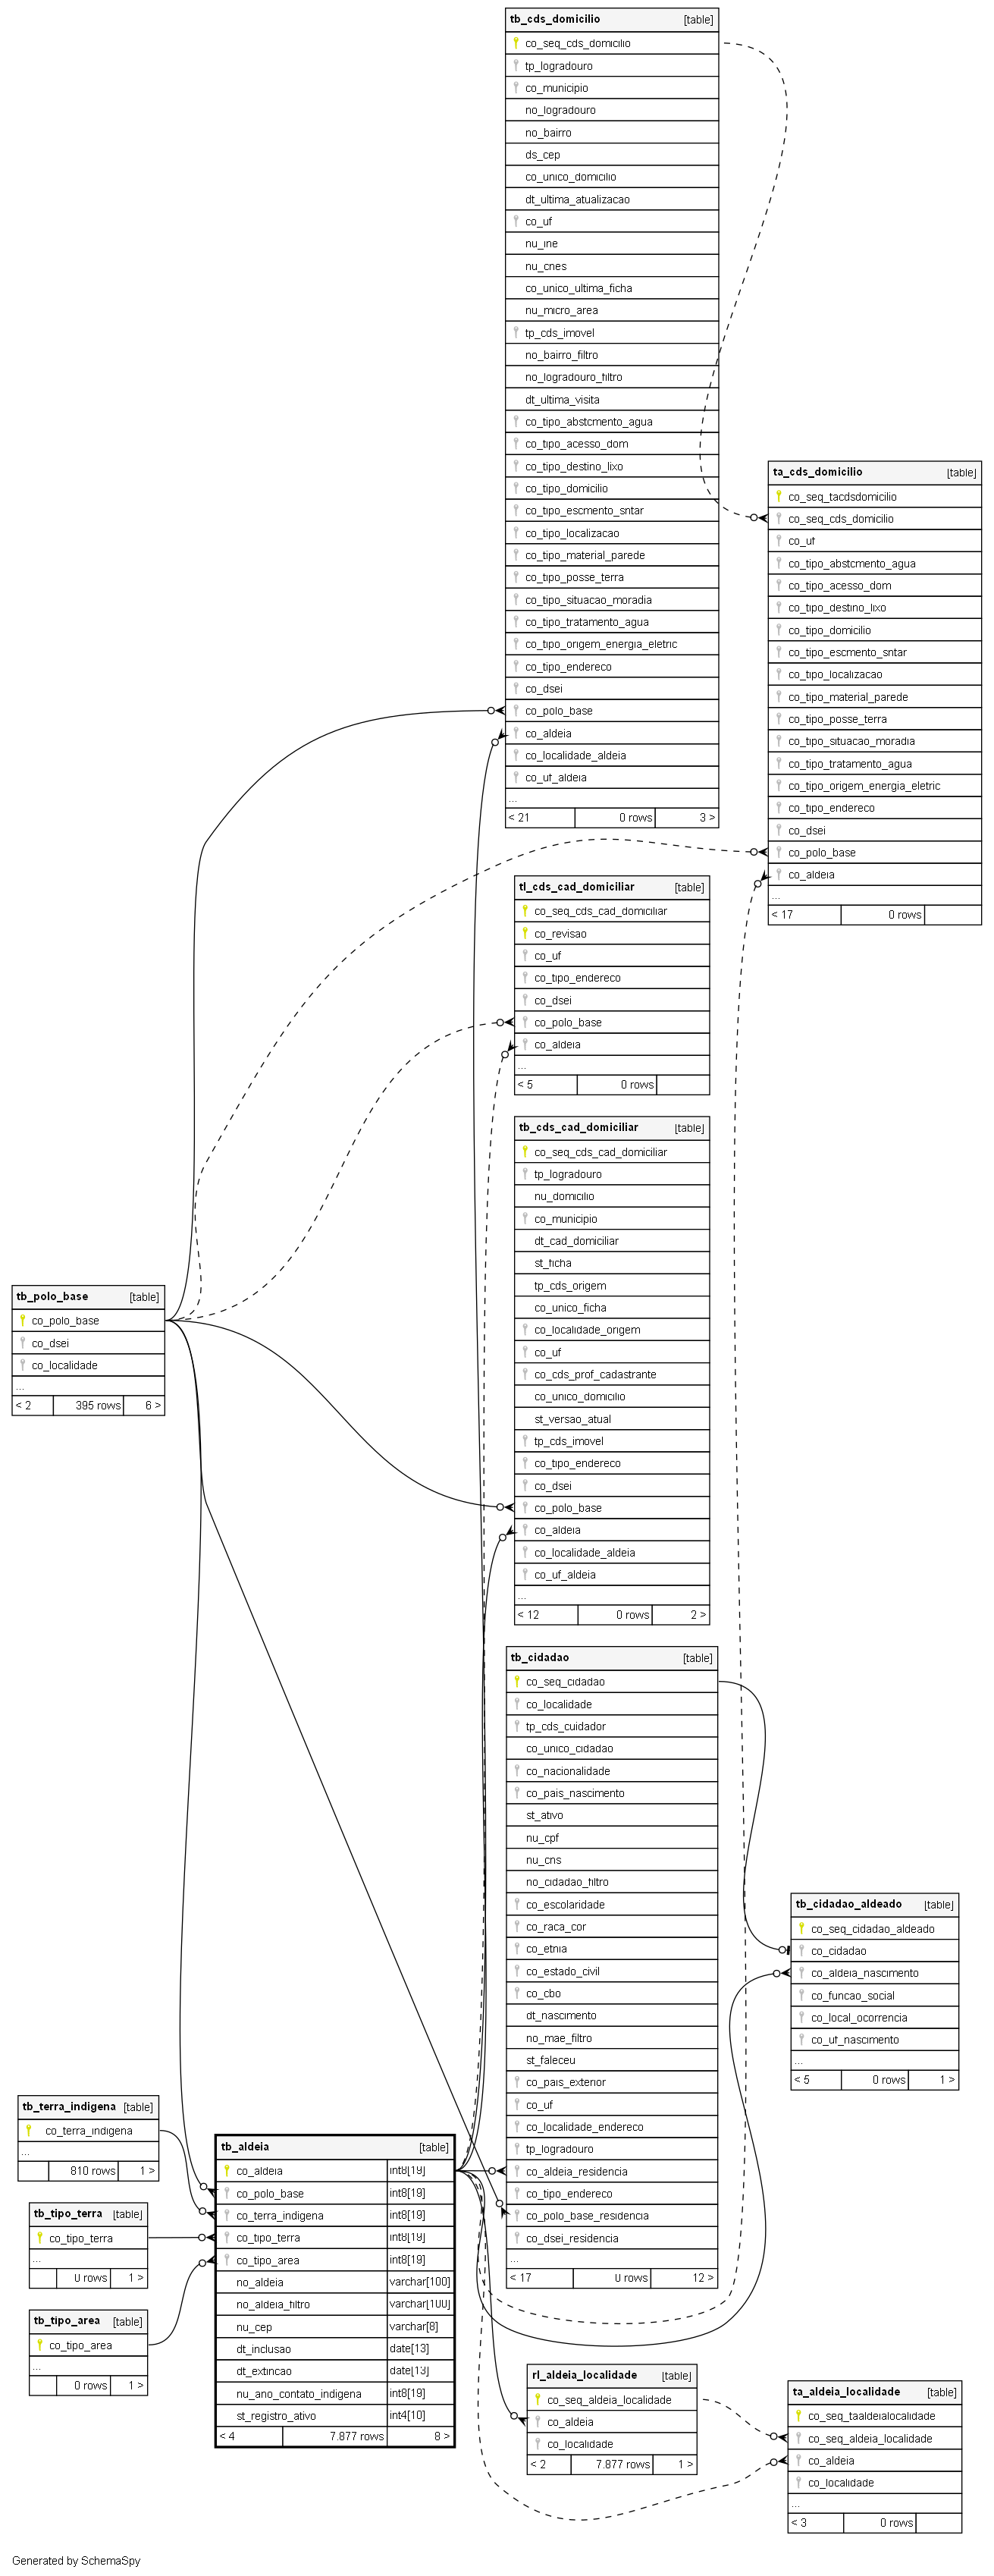 tb_cds_domicilio [table]
co_seq_cds_domicilio
tp_logradouro
co_municipio
no_logradouro
no_bairro
ds_cep
co_unico_domicilio
dt_ultima_atualizacao
co_uf
nu_ine
nu_cnes
co_unico_ultima_ficha
nu_micro_area
tp_cds_imovel
no_bairro_filtro
no_logradouro_filtro
dt_ultima_visita
co_tipo_abstcmento_agua
co_tipo_acesso_dom
co_tipo_destino_lixo
co_tipo_domicilio
co_tipo_escmento_sntar
co_tipo_localizacao
co_tipo_material_parede
co_tipo_posse_terra
co_tipo_situacao_moradia
co_tipo_tratamento_agua
co_tipo_origem_energia_eletric
co_tipo_endereco
co_dsei
co_polo_base
co_aldeia
co_localidade_aldeia
co_uf_aldeia
...
< 21 0 rows 3 >
ta_cds_domicilio [table]
co_seq_tacdsdomicilio
co_seq_cds_domicilio
co_uf
co_tipo_abstcmento_agua
co_tipo_acesso_dom
co_tipo_destino_lixo
co_tipo_domicilio
co_tipo_escmento_sntar
co_tipo_localizacao
co_tipo_material_parede
co_tipo_posse_terra
co_tipo_situacao_moradia
co_tipo_tratamento_agua
co_tipo_origem_energia_eletric
co_tipo_endereco
co_dsei
co_polo_base
co_aldeia
...
< 17 0 rows
tl_cds_cad_domiciliar [table]
co_seq_cds_cad_domiciliar
co_revisao
co_uf
co_tipo_endereco
co_dsei
co_polo_base
co_aldeia
...
< 5 0 rows
tb_cds_cad_domiciliar [table]
co_seq_cds_cad_domiciliar
tp_logradouro
nu_domicilio
co_municipio
dt_cad_domiciliar
st_ficha
tp_cds_origem
co_unico_ficha
co_localidade_origem
co_uf
co_cds_prof_cadastrante
co_unico_domicilio
st_versao_atual
tp_cds_imovel
co_tipo_endereco
co_dsei
co_polo_base
co_aldeia
co_localidade_aldeia
co_uf_aldeia
...
< 12 0 rows 2 >
tb_polo_base [table]
co_polo_base
co_dsei
co_localidade
...
< 2 395 rows 6 >
tb_cidadao [table]
co_seq_cidadao
co_localidade
tp_cds_cuidador
co_unico_cidadao
co_nacionalidade
co_pais_nascimento
st_ativo
nu_cpf
nu_cns
no_cidadao_filtro
co_escolaridade
co_raca_cor
co_etnia
co_estado_civil
co_cbo
dt_nascimento
no_mae_filtro
st_faleceu
co_pais_exterior
co_uf
co_localidade_endereco
tp_logradouro
co_aldeia_residencia
co_tipo_endereco
co_polo_base_residencia
co_dsei_residencia
...
< 17 0 rows 12 >
tb_cidadao_aldeado [table]
co_seq_cidadao_aldeado
co_cidadao
co_aldeia_nascimento
co_funcao_social
co_local_ocorrencia
co_uf_nascimento
...
< 5 0 rows 1 >
tb_terra_indigena [table]
co_terra_indigena
...
810 rows 1 >
tb_tipo_terra [table]
co_tipo_terra
...
0 rows 1 >
tb_tipo_area [table]
co_tipo_area
...
0 rows 1 >
tb_aldeia [table]
co_aldeia int8[19]
co_polo_base int8[19]
co_terra_indigena int8[19]
co_tipo_terra int8[19]
co_tipo_area int8[19]
no_aldeia varchar[100]
no_aldeia_filtro varchar[100]
nu_cep varchar[8]
dt_inclusao date[13]
dt_extincao date[13]
nu_ano_contato_indigena int8[19]
st_registro_ativo int4[10]
< 4 7.877 rows 8 >
rl_aldeia_localidade [table]
co_seq_aldeia_localidade
co_aldeia
co_localidade
< 2 7.877 rows 1 >
ta_aldeia_localidade [table]
co_seq_taaldeialocalidade
co_seq_aldeia_localidade
co_aldeia
co_localidade
...
< 3 0 rows
Generated by SchemaSpy